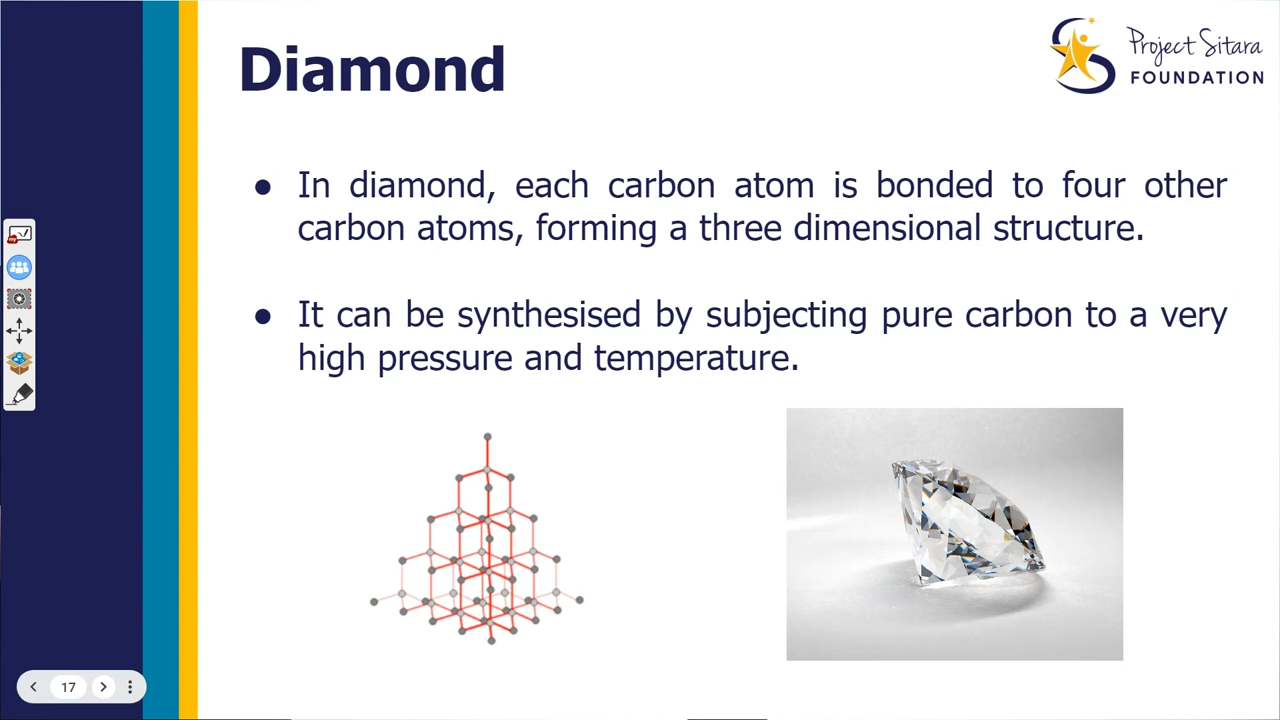 Diamond
Project Sitara
FOUNDATION
● In diamond, each carbon atom is bonded to four other
carbon atoms, forming a three dimensional structure.
● It can be synthesised by subjecting pure carbon to a very
high pressure and temperature.
17